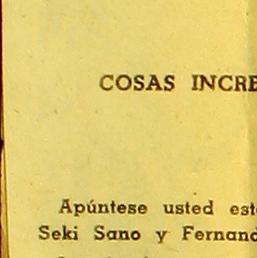 COSAS INCRE
Apúntese usted est
Seki Sano y Fernand